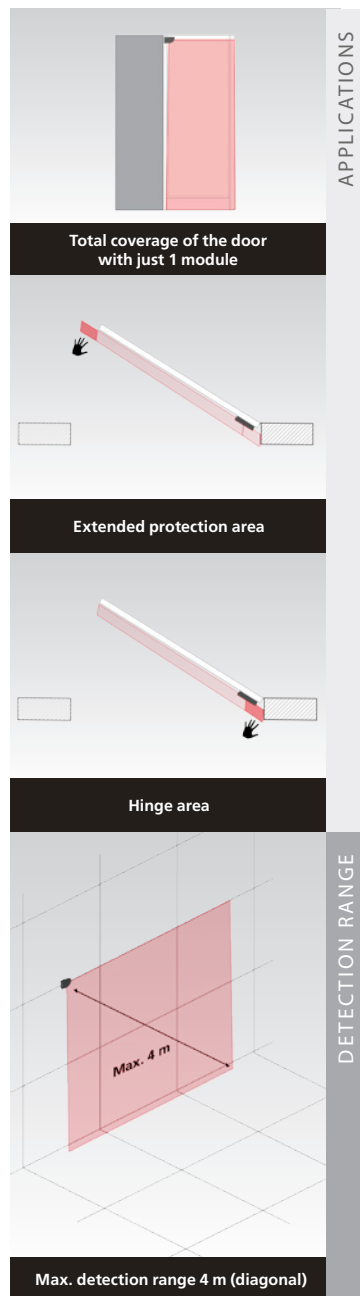 APPLICATIONS
Total coverage of the door
with just 1 module
Extended protection area
Hinge area
DETECTION RANGE
Max. 4 m
Max. detection range 4 m (diagonal)